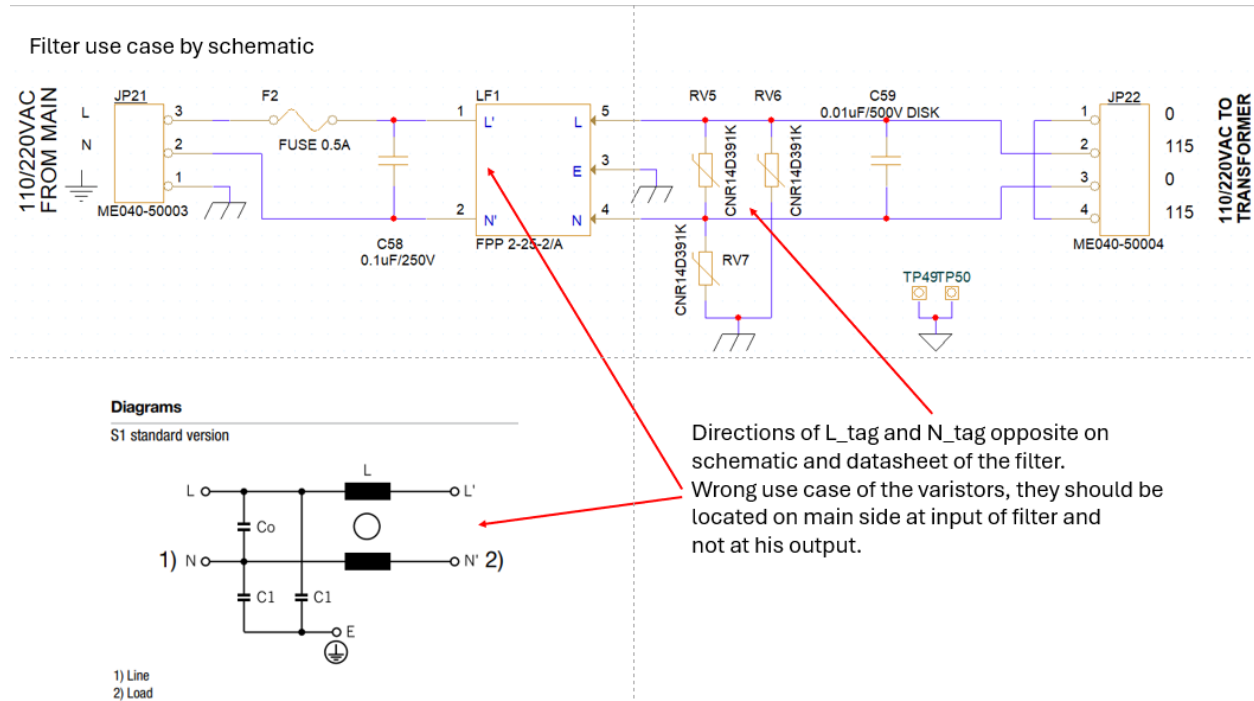 Filter use case by schematic
110/220VAC
FROM MAIN
L
N
JP21
3
2
1
ME040-50003
F2
FUSE 0.5A
C58
0.1uF/250V
1
2
LF1
L'
N'
L
E
N
5
3
4
FPP 2-25-2/A
RV5
CNR14D391K
RV6
CNR14D391K
CNR14D391K
RV7
C59
0.01uF/500V DISK
JP22
1
2
3
4
0
115
0
115
ME040-50004
110/220VAC TO
TRANSFORMER
TP49TP50
Diagrams
S1 standard version
L
L
L'
Co
1) N
N' 2)
C1
C1
E
1) Line
2) Load
Directions of L_tag and N_tag opposite on
schematic and datasheet of the filter.
Wrong use case of the varistors, they should be
located on main side at input of filter and
not at his output.